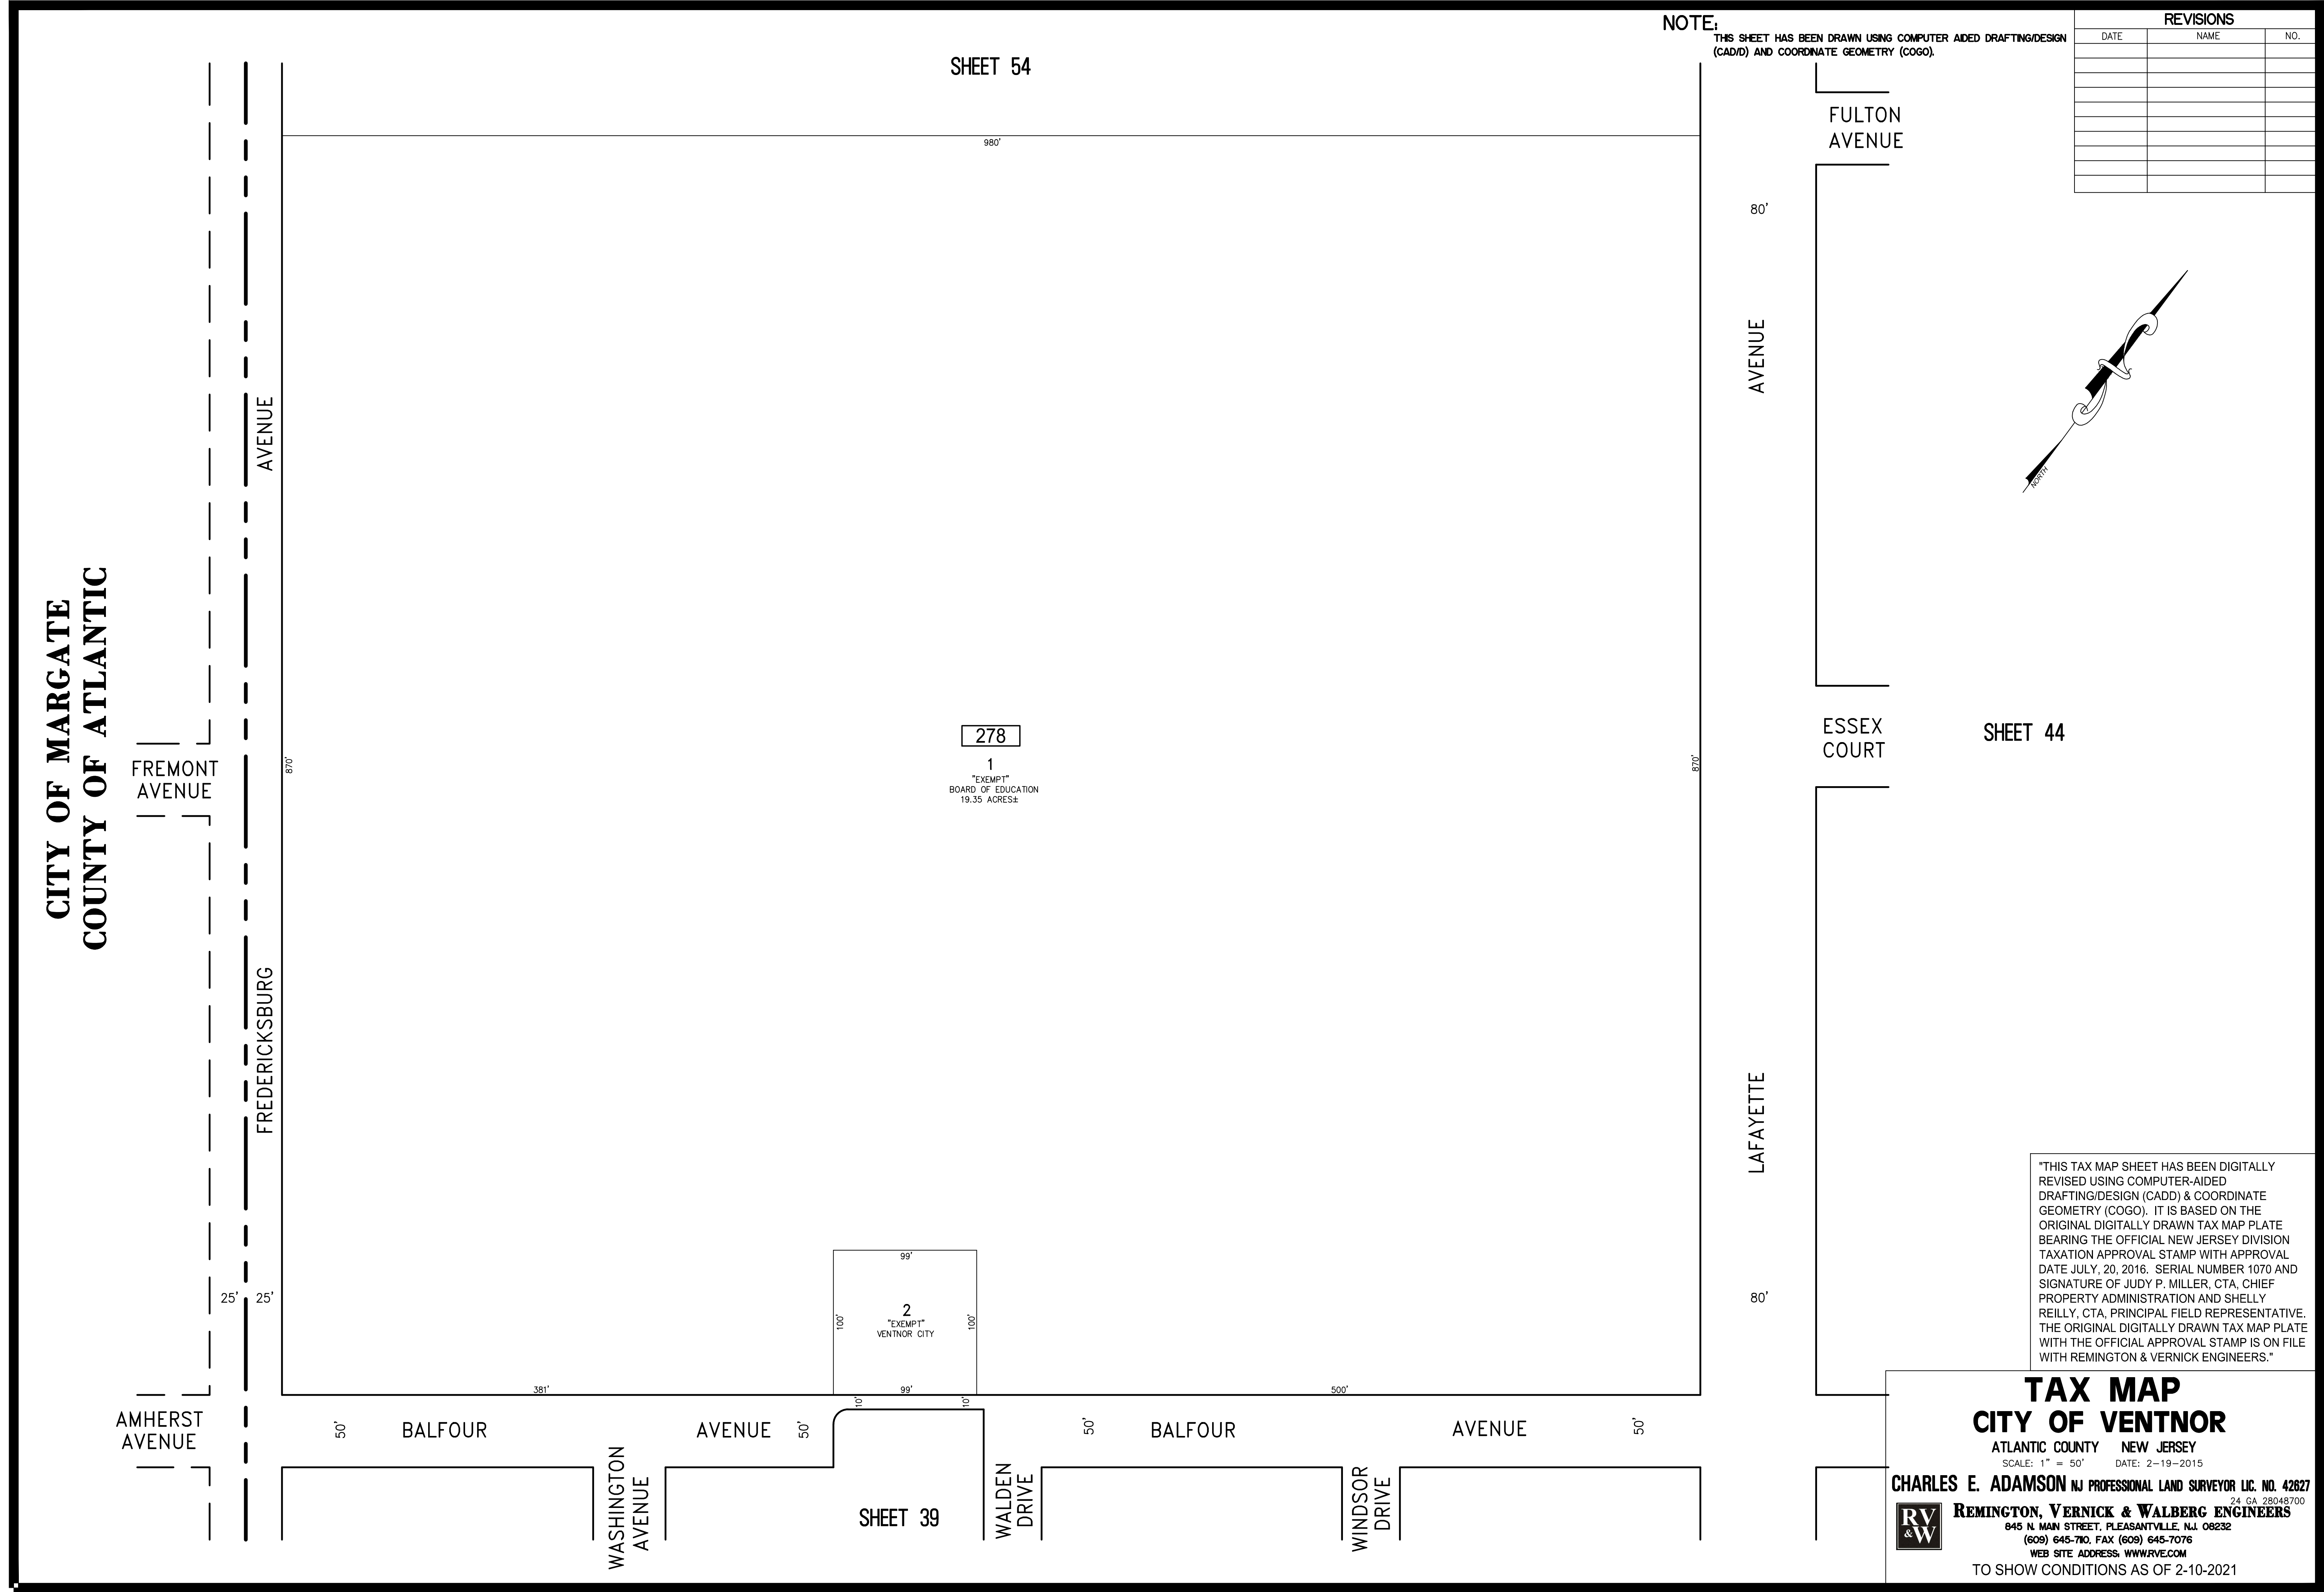 NOTE:
THIS SHEET HAS BEEN DRAWN USING COMPUTER AIDED DRAFTING/DESIGN
(CAD/D) AND COORDINATE GEOMETRY (COGO).
REVISIONS
DATE NAME NO.
SHEET 54
980'
FULTON
AVENUE
80'
AVENUE
AVENUE
NORTH
CITY OF MARGATE
COUNTY OF ATLANTIC
FREMONT
AVENUE
870'
278
1
"EXEMPT"
BOARD OF EDUCATION
19.35 ACRES±
870'
ESSEX
COURT
SHEET 44
FREDERICKSBURG
LAFAYETTE
25' 25'
99'
100'
2
"EXEMPT"
VENTNOR CITY
100'
80'
381'
99'
500'
10'
10'
AMHERST
AVENUE
50'
BALFOUR
AVENUE
50'
50'
BALFOUR
AVENUE
50'
WASHINGTON
AVENUE
SHEET 39
WALDEN
DRIVE
WINDSOR
DRIVE
"THIS TAX MAP SHEET HAS BEEN DIGITALLY
REVISED USING COMPUTER-AIDED
DRAFTING/DESIGN (CADD) & COORDINATE
GEOMETRY (COGO). IT IS BASED ON THE
ORIGINAL DIGITALLY DRAWN TAX MAP PLATE
BEARING THE OFFICIAL NEW JERSEY DIVISION
TAXATION APPROVAL STAMP WITH APPROVAL
DATE JULY, 20, 2016. SERIAL NUMBER 1070 AND
SIGNATURE OF JUDY P. MILLER, CTA, CHIEF
PROPERTY ADMINISTRATION AND SHELLY
REILLY, CTA, PRINCIPAL FIELD REPRESENTATIVE.
THE ORIGINAL DIGITALLY DRAWN TAX MAP PLATE
WITH THE OFFICIAL APPROVAL STAMP IS ON FILE
WITH REMINGTON & VERNICK ENGINEERS."
TAX MAP
CITY OF VENTNOR
ATLANTIC COUNTY NEW JERSEY
SCALE: 1" = 50' DATE: 2-19-2015
CHARLES E. ADAMSON NJ PROFESSIONAL LAND SURVEYOR LIC. NO. 42627
24 GA 28048700
RV
&W
REMINGTON, VERNICK & WALBERG ENGINEERS
845 N. MAIN STREET, PLEASANTVILLE, N.J. 08232
(609) 645-7110, FAX (609) 645-7076
WEB SITE ADDRESS: WWW.RVE.COM
TO SHOW CONDITIONS AS OF 2-10-2021